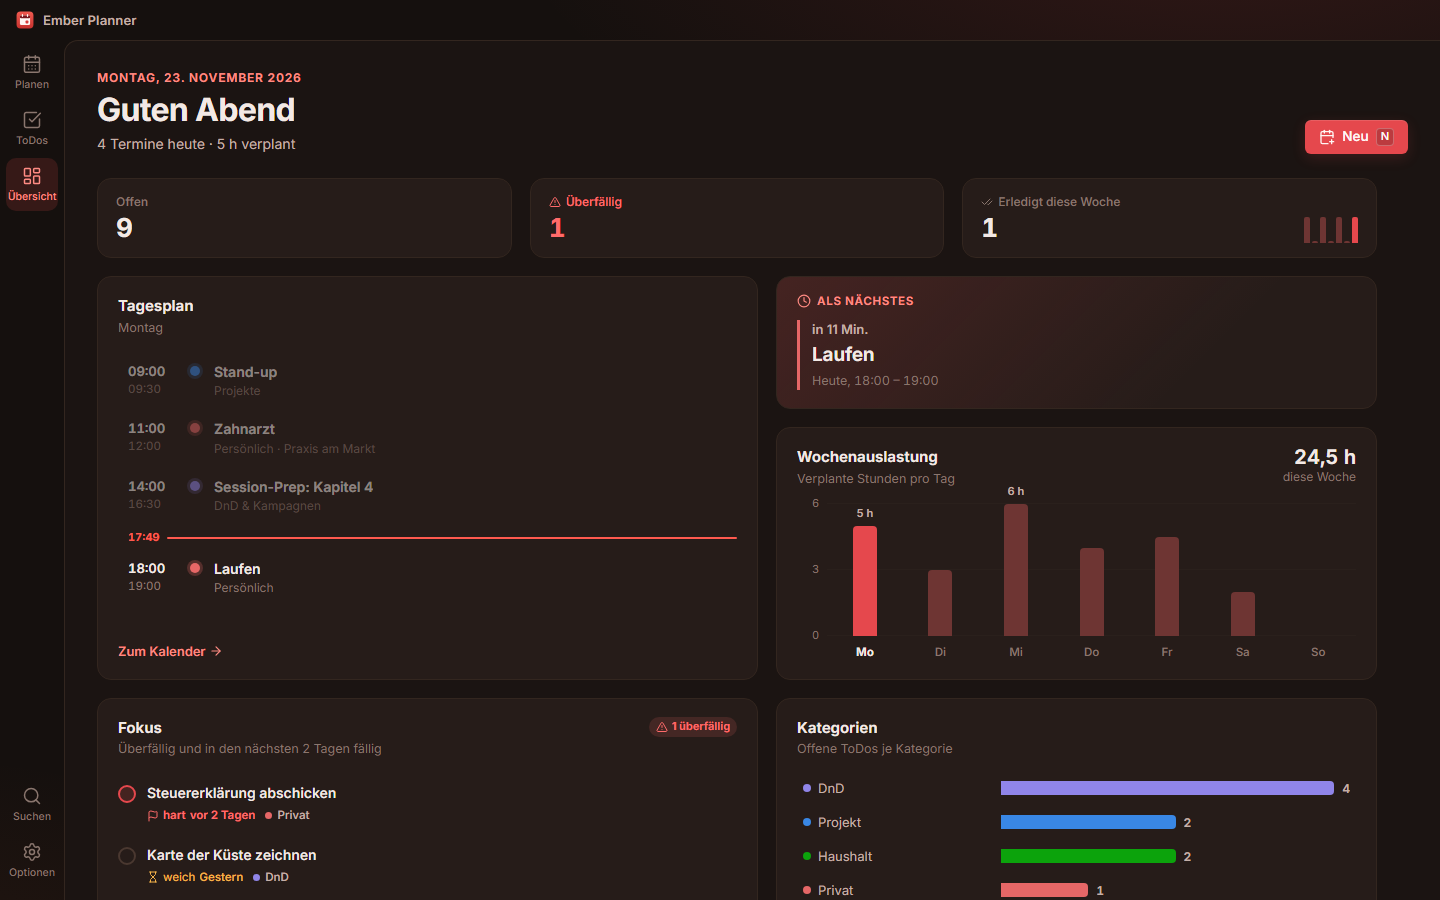 Ember Planner
Planen
ToDos
Übersicht
Suchen
Optionen
MONTAG, 23. NOVEMBER 2026
Guten Abend
4 Termine heute · 5 h verplant
Neu N
Offen
9
Überfällig
1
Erledigt diese Woche
1
Tagesplan
Montag
09:00 Stand-up
09:30 Projekte
11:00 Zahnarzt
12:00 Persönlich · Praxis am Markt
14:00 Session-Prep: Kapitel 4
16:30 DnD & Kampagnen
17:49
18:00 Laufen
19:00 Persönlich
Zum Kalender →
ALS NÄCHSTES
in 11 Min.
Laufen
Heute, 18:00 – 19:00
Wochenauslastung
Verplante Stunden pro Tag
24,5 h
diese Woche
6
3
0
5 h
6 h
Mo Di Mi Do Fr Sa So
Fokus
Überfällig und in den nächsten 2 Tagen fällig
1 überfällig
Steuererklärung abschicken
hart vor 2 Tagen Privat
Karte der Küste zeichnen
weich Gestern DnD
Kategorien
Offene ToDos je Kategorie
DnD 4
Projekt 2
Haushalt 2
Privat 1